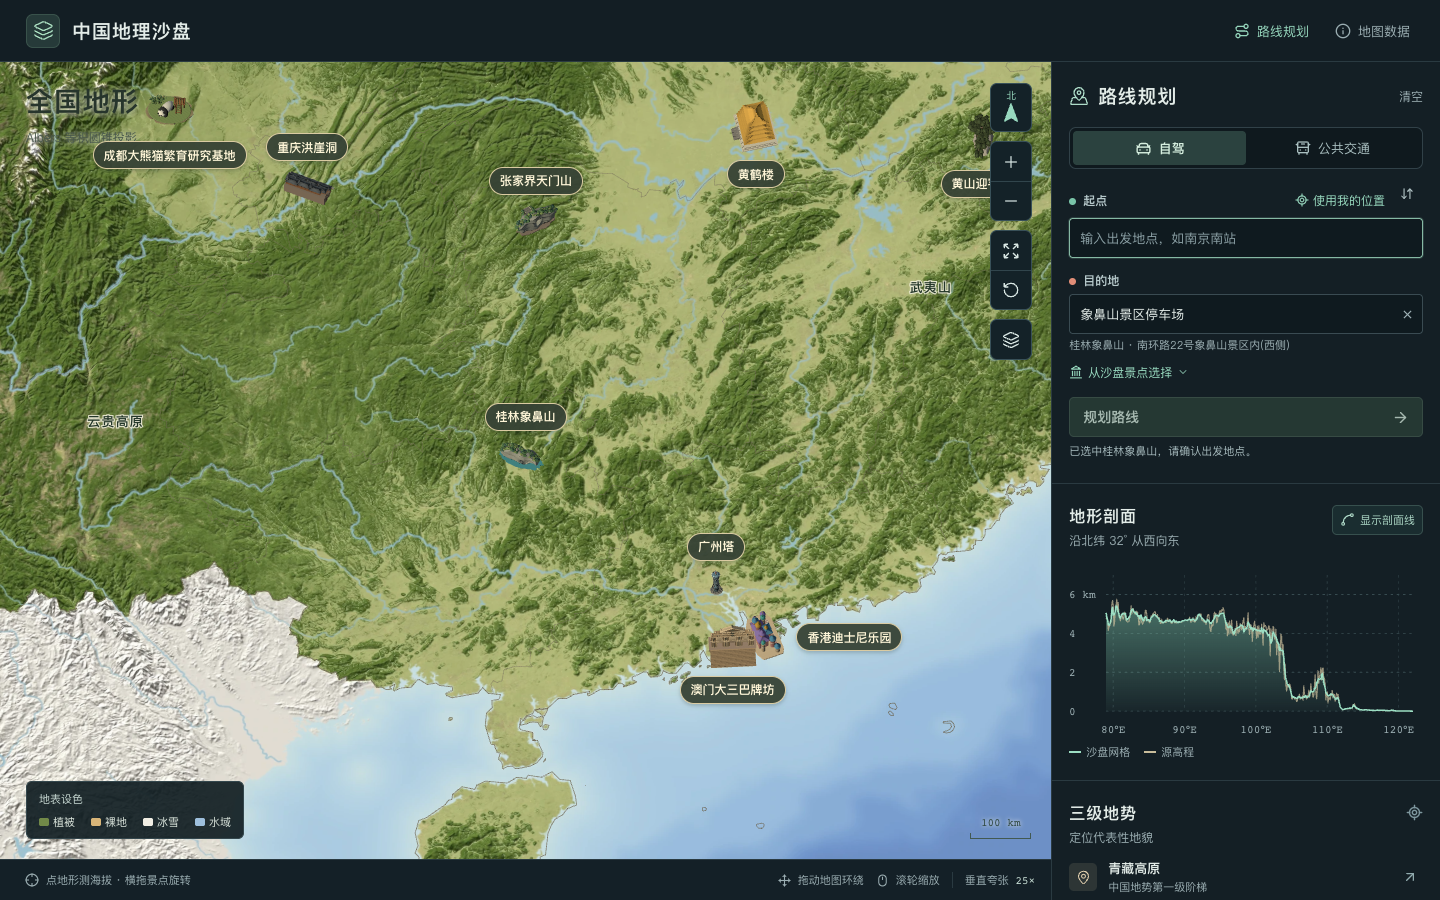 中国地理沙盘
路线规划
地图数据
全国地形
成都大熊猫繁育研究基地
重庆洪崖洞
张家界天门山
黄鹤楼
黄山迎
武夷山
云贵高原
桂林象鼻山
广州塔
香港迪士尼乐园
澳门大三巴牌坊
北
地表设色
植被
裸地
冰雪
水域
100 km
点地形测海拔 · 横拖景点旋转
拖动地图环绕
滚轮缩放
垂直夸张 25×
路线规划
清空
自驾
公共交通
起点
使用我的位置
输入出发地点，如南京南站
目的地
象鼻山景区停车场
桂林象鼻山 · 南环路22号象鼻山景区内(西侧)
从沙盘景点选择
规划路线
已选中桂林象鼻山，请确认出发地点。
地形剖面
显示剖面线
沿北纬 32° 从西向东
6 km
4
2
0
80°E
90°E
100°E
110°E
120°E
沙盘网格
源高程
三级地势
定位代表性地貌
青藏高原
中国地势第一级阶梯